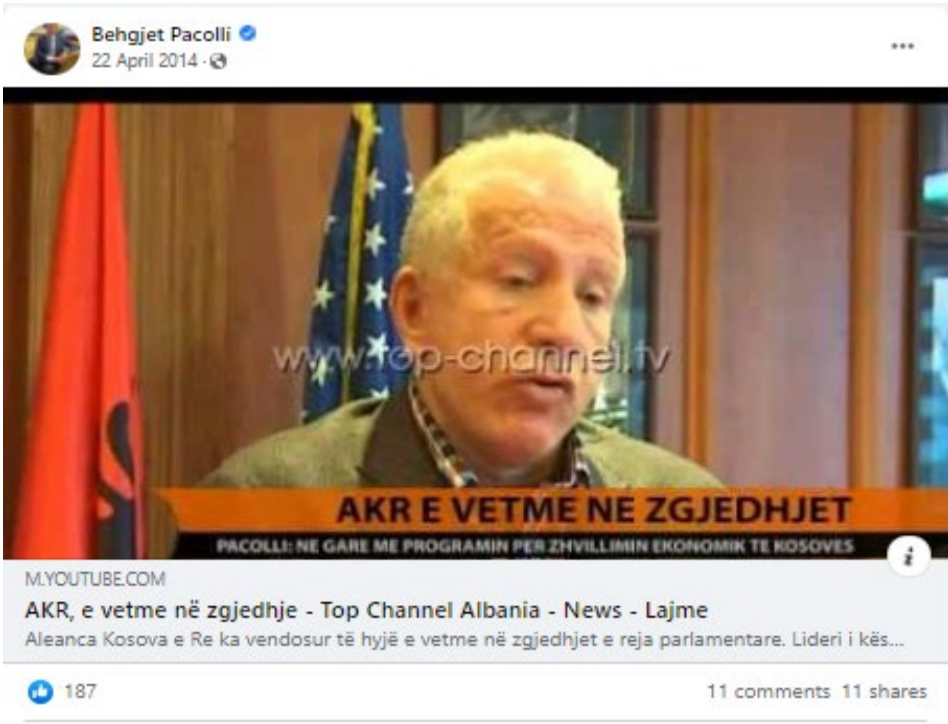 Behgjet Pacolli
22 April 2014 ·
www.top-channel.tv
AKR E VETME NE ZGJEDHJET
PACOLLI: NE GARE ME PROGRAMIN PER ZHVILLIMIN EKONOMIK TE KOSOVES
i
M.YOUTUBE.COM
AKR, e vetme në zgjedhje - Top Channel Albania - News - Lajme
Aleanca Kosova e Re ka vendosur të hyjë e vetme në zgjedhjet e reja parlamentare. Lideri i kës...
187 11 comments 11 shares